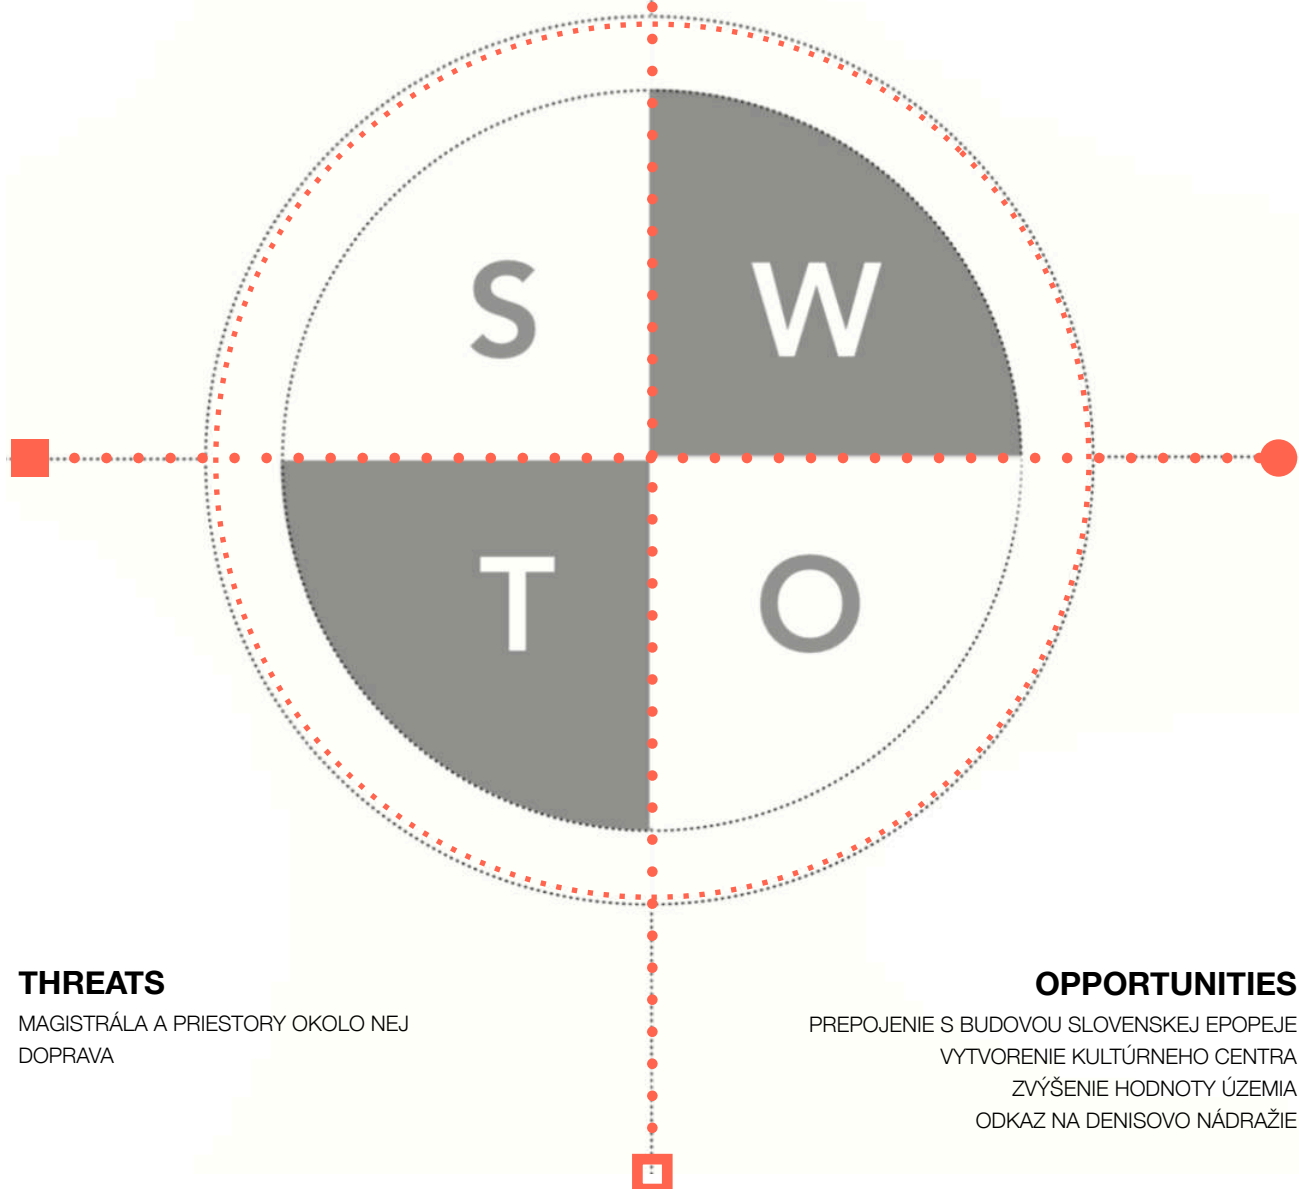 S
W
T
O
THREATS
MAGISTRÁLA A PRIESTORY OKOLO NEJ
DOPRAVA
OPPORTUNITIES
PREPOJENIE S BUDOVOU SLOVENSKEJ EPOPEJE
VYTVORENIE KULTÚRNEHO CENTRA
ZVÝŠENIE HODNOTY ÚZEMIA
ODKAZ NA DENISOVO NÁDRAŽIE